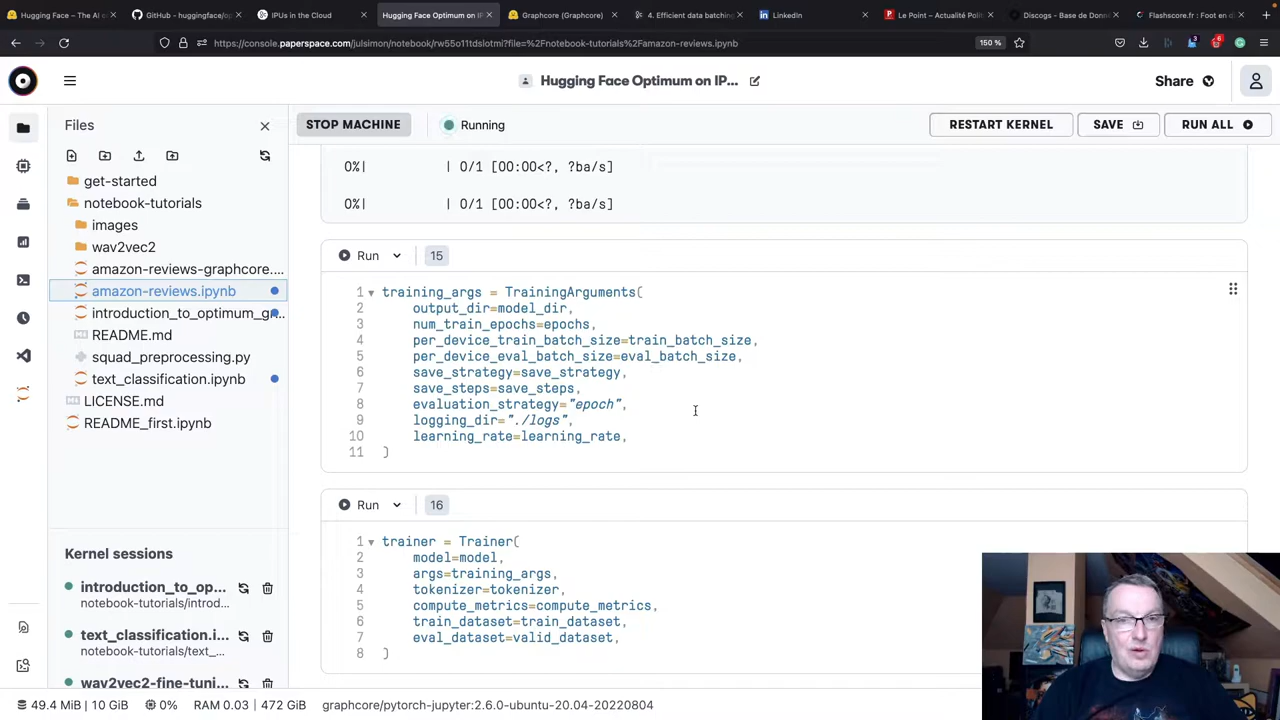 Hugging Face – The AI c
GitHub - huggingface/op
IPUs in the Cloud
Hugging Face Optimum on IP
Graphcore (Graphcore)
4. Efficient data batching
LinkedIn
Le Point – Actualité Poli
Discogs - Base de Donn
Flashscore.fr : Foot en d
https://console.paperspace.com/julsimon/notebook/rw55o11tdslotmi?file=%2Fnotebook-tutorials%2Famazon-reviews.ipynb
150 %
Hugging Face Optimum on IP...
Share
Files
STOP MACHINE
Running
RESTART KERNEL
SAVE
RUN ALL
get-started
notebook-tutorials
images
wav2vec2
amazon-reviews-graphcore....
amazon-reviews.ipynb
introduction_to_optimum_gr...
README.md
squad_preprocessing.py
text_classification.ipynb
LICENSE.md
README_first.ipynb
Kernel sessions
introduction_to_op...
notebook-tutorials/introd...
text_classification.i...
notebook-tutorials/text_...
wav2vec2-fine-tuni...
0%| | 0/1 [00:00<?, ?ba/s]
0%| | 0/1 [00:00<?, ?ba/s]
Run 15
1 training_args = TrainingArguments(
2 output_dir=model_dir,
3 num_train_epochs=epochs,
4 per_device_train_batch_size=train_batch_size,
5 per_device_eval_batch_size=eval_batch_size,
6 save_strategy=save_strategy,
7 save_steps=save_steps,
8 evaluation_strategy="epoch",
9 logging_dir="./logs",
10 learning_rate=learning_rate,
11 )
Run 16
1 trainer = Trainer(
2 model=model,
3 args=training_args,
4 tokenizer=tokenizer,
5 compute_metrics=compute_metrics,
6 train_dataset=train_dataset,
7 eval_dataset=valid_dataset,
8 )
49.4 MiB | 10 GiB
0%
RAM 0.03 | 472 GiB
graphcore/pytorch-jupyter:2.6.0-ubuntu-20.04-20220804